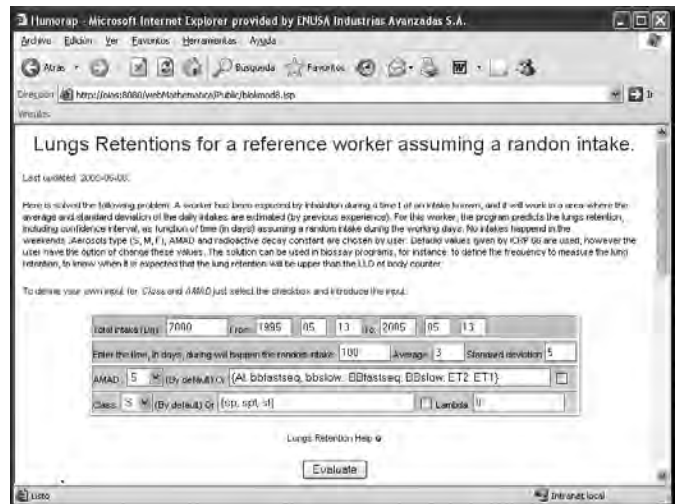 Humorap - Microsoft Internet Explorer provided by ENUSA Industrias Avanzadas S.A.
Archivo Edición Ver Favoritos Herramientas Ayuda
Atrás Búsqueda Favoritos
Dirección http://oias:8080/webMathematica/Public/biokmod8.jsp Ir
Vínculos
Lungs Retentions for a reference worker assuming a randon intake.
Last updated:
Here is solved the following problem: A worker has been exposed by inhalation during a time t of an intake known, and it will work in a area where the
average and standard deviation of the daily intakes are estimated (by previous experience). For this worker, the program predicts the lungs retention,
including confidence interval, as function of time (in days) assuming a random intake during the working days. No intakes happend in the
weekends. Aerosols type (S, M, F), AMAD and radioactive decay constant are chosen by user. Defaults values given by ICRP 66 are used, however the
user have the option of change these values. The solution can be used in biossay programs, for instance: to define the frequency to measure the lung
retention, to know when it is expected that the lung retention will be upper than the LLD of body counter.
To define your own input for Class and AMAD just select the checkbox and introduce the input:
Total intake 7000 From: 1995 05 13 To: 2005 05 13
Enter the time, in days, during will happen the random intake: 100 Average: 3 Standard deviation 5
AMAD: 5 (By default) Or {AI, bbfastseq, bbslow, BBfastseq, BBslow, ET2, ET1}
Class: S (By default) Or {sp, spt, st} Lambda 0
Lungs Retention Help
Evaluate
Listo Intranet local